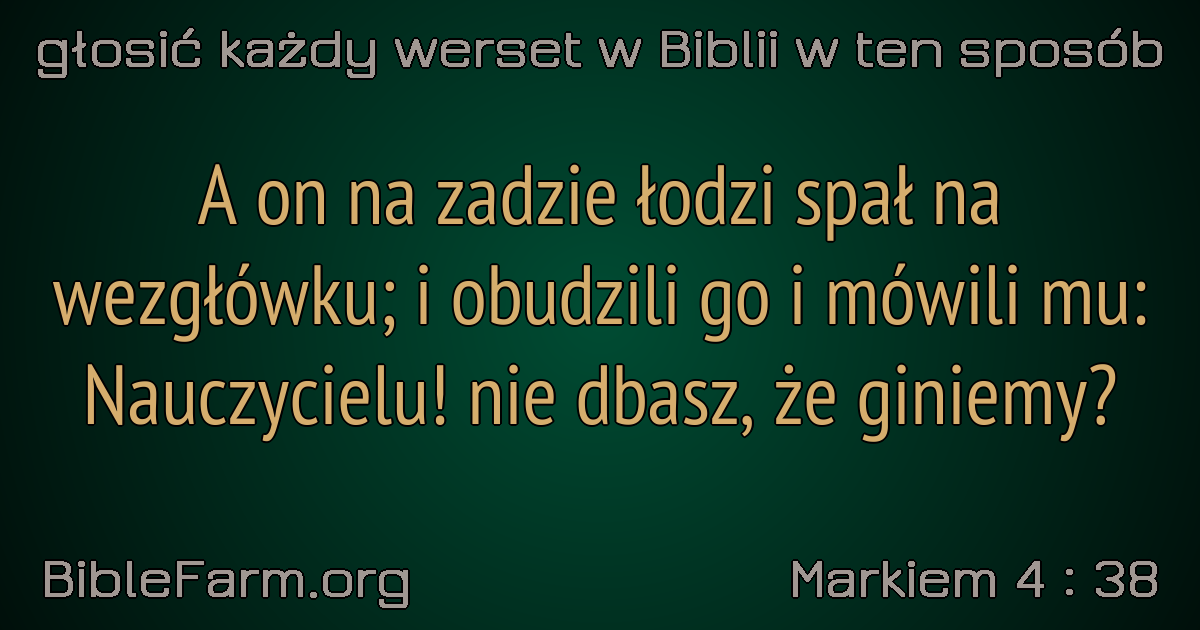 głosić każdy werset w Biblii w ten sposób
A on na zadzie łodzi spał na
wezgłówku; i obudzili go i mówili mu:
Nauczycielu! nie dbasz, że giniemy?
BibleFarm.org
Markiem 4 : 38